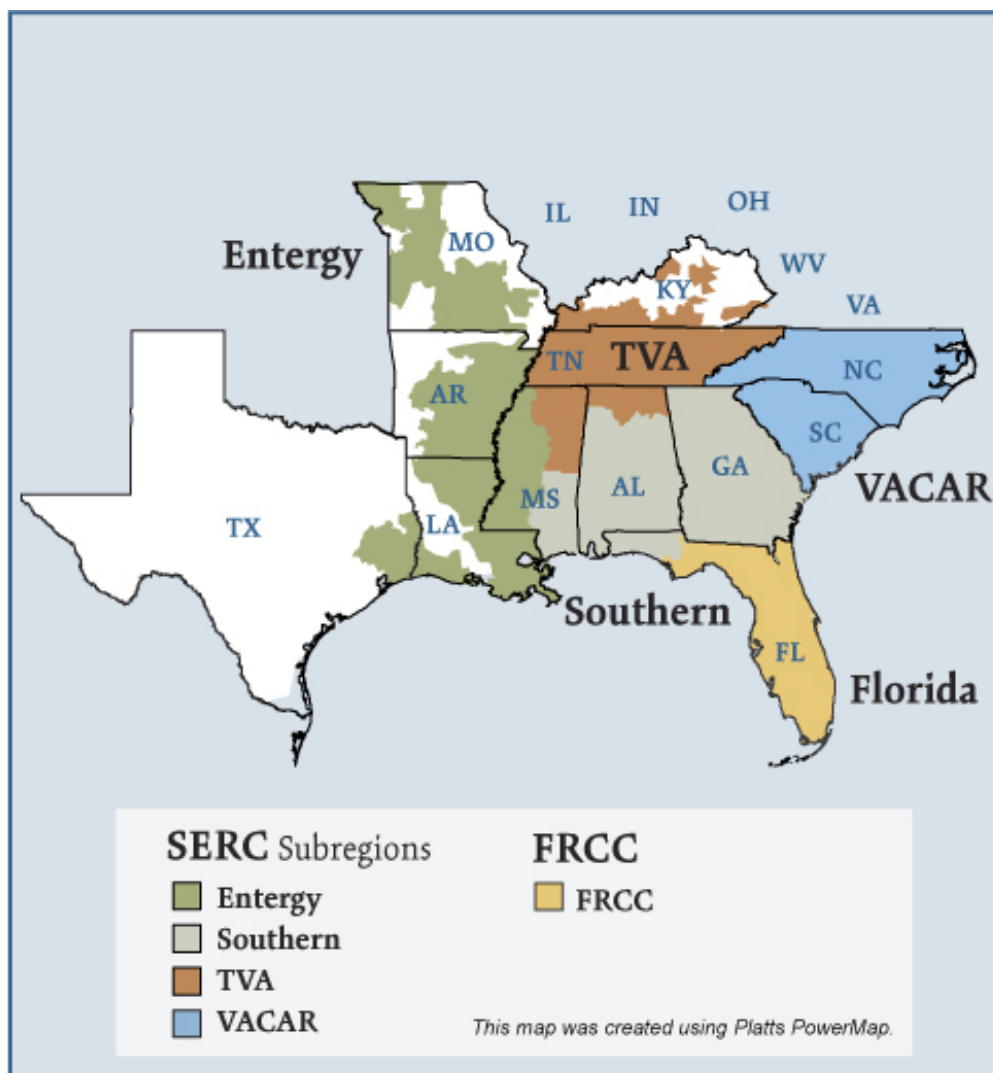 IL
IN
OH
MO
Entergy
WV
KY
VA
TN
TVA
NC
AR
SC
GA
VACAR
AL
MS
LA
TX
Southern
FL
Florida
SERC Subregions
Entergy
Southern
TVA
VACAR
FRCC
FRCC
This map was created using Platts PowerMap.